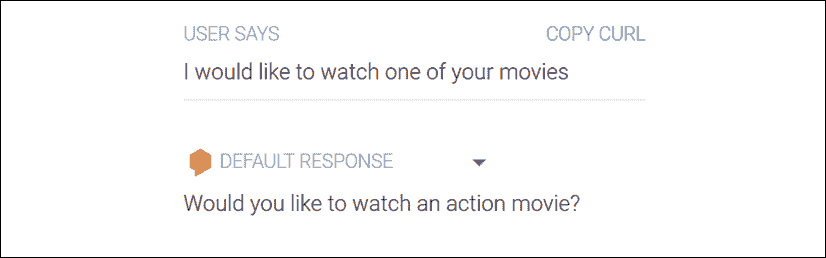 USER SAYS COPY CURL
I would like to watch one of your movies
DEFAULT RESPONSE
Would you like to watch an action movie?